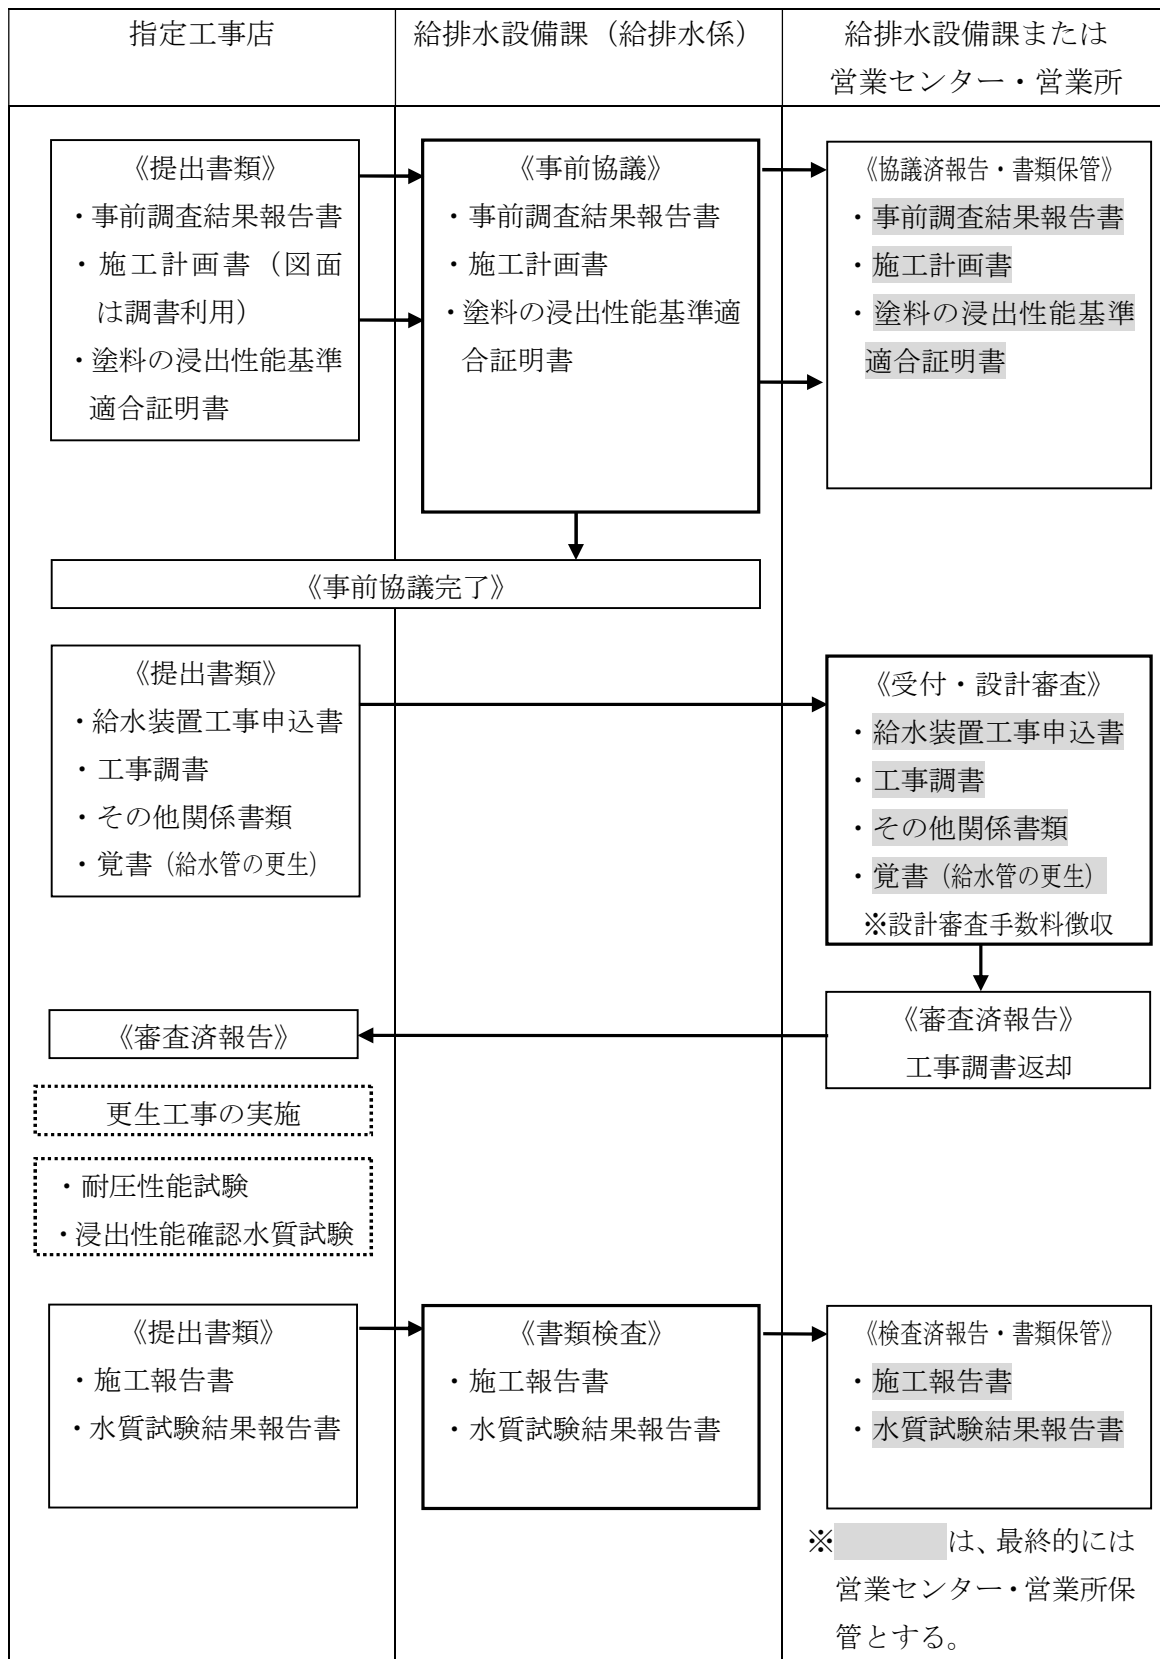 指定工事店
給排水設備課（給排水係）
給排水設備課または
営業センター・営業所
《提出書類》
・事前調査結果報告書
・施工計画書（図面
は調書利用）
・塗料の浸出性能基準
適合証明書
《事前協議》
・事前調査結果報告書
・施工計画書
・塗料の浸出性能基準適
合証明書
《協議済報告・書類保管》
・事前調査結果報告書
・施工計画書
・塗料の浸出性能基準
適合証明書
《事前協議完了》
《提出書類》
・給水装置工事申込書
・工事調書
・その他関係書類
・覚書（給水管の更生）
《受付・設計審査》
・給水装置工事申込書
・工事調書
・その他関係書類
・覚書（給水管の更生）
※設計審査手数料徴収
《審査済報告》
《審査済報告》
工事調書返却
更生工事の実施
・耐圧性能試験
・浸出性能確認水質試験
《提出書類》
・施工報告書
・水質試験結果報告書
《書類検査》
・施工報告書
・水質試験結果報告書
《検査済報告・書類保管》
・施工報告書
・水質試験結果報告書
※　　　　は、最終的には
営業センター・営業所保
管とする。